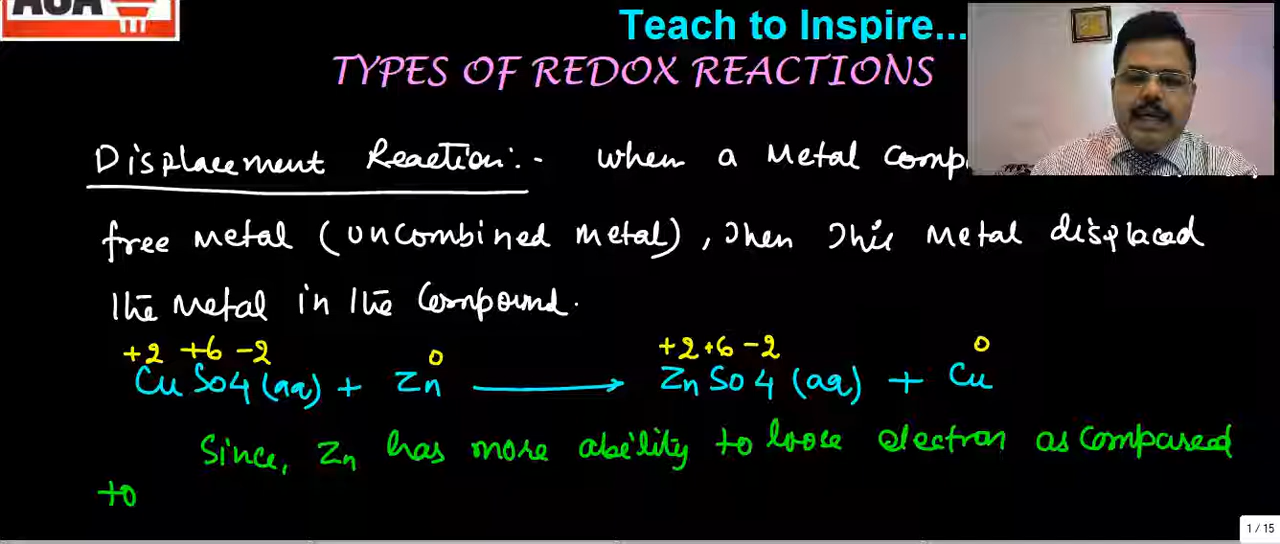 Teach to Inspire...
TYPES OF REDOX REACTIONS
Displacement Reaction:- When a Metal
free metal (uncombined metal), then this metal displaced
the metal in the compound.
+2 +6 -2 0 +2 +6 -2 0
CuSO4(aq) + Zn → ZnSO4(aq) + Cu
Since, Zn has more ability to loose electron as compared
to
1 / 15